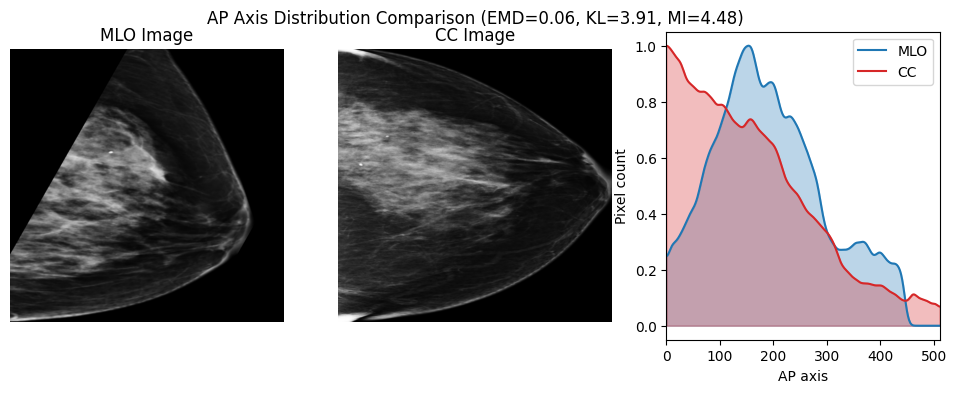 AP Axis Distribution Comparison (EMD=0.06, KL=3.91, MI=4.48)
MLO Image
CC Image
MLO
CC
1.0
0.8
0.6
0.4
0.2
0.0
Pixel count
0 100 200 300 400 500
AP axis